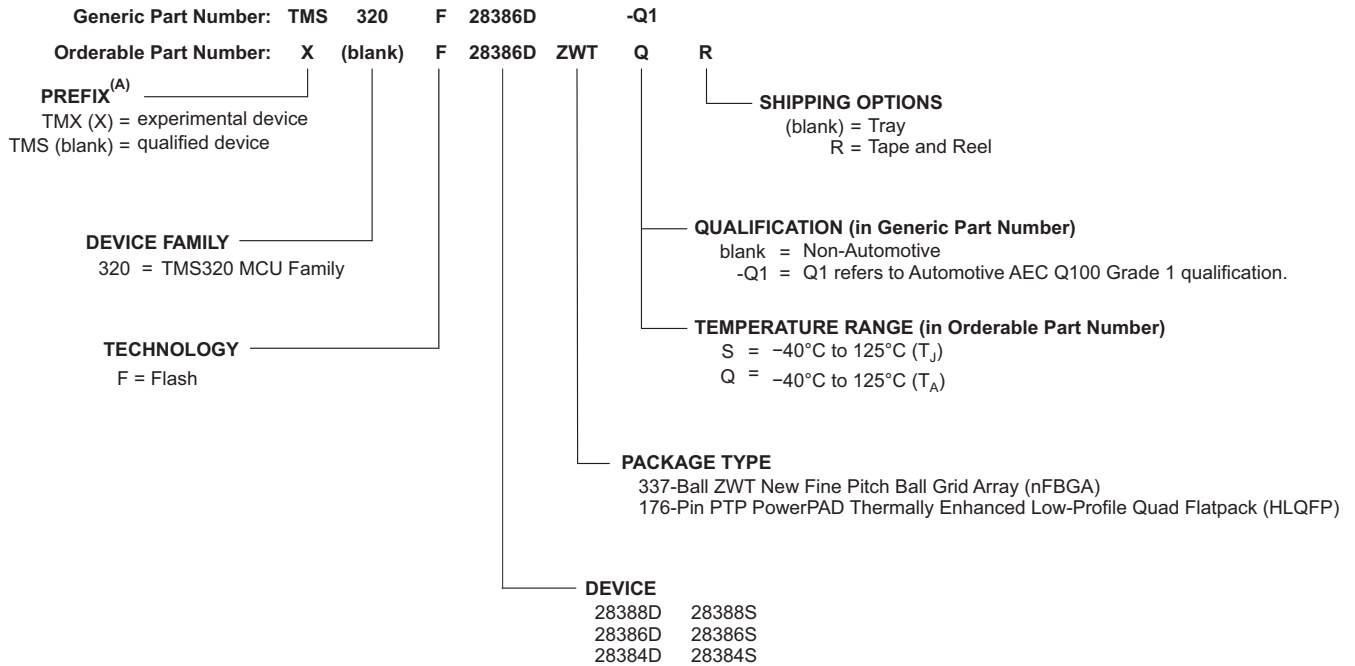 Generic Part Number: TMS 320 F 28386D -Q1
Orderable Part Number: X (blank) F 28386D ZWT Q R
PREFIX(A)
TMX (X) = experimental device
TMS (blank) = qualified device
SHIPPING OPTIONS
(blank) = Tray
R = Tape and Reel
DEVICE FAMILY
320 = TMS320 MCU Family
QUALIFICATION (in Generic Part Number)
blank = Non-Automotive
-Q1 = Q1 refers to Automotive AEC Q100 Grade 1 qualification.
TECHNOLOGY
F = Flash
TEMPERATURE RANGE (in Orderable Part Number)
S = −40°C to 125°C (TJ)
Q = −40°C to 125°C (TA)
PACKAGE TYPE
337-Ball ZWT New Fine Pitch Ball Grid Array (nFBGA)
176-Pin PTP PowerPAD Thermally Enhanced Low-Profile Quad Flatpack (HLQFP)
DEVICE
28388D 28388S
28386D 28386S
28384D 28384S